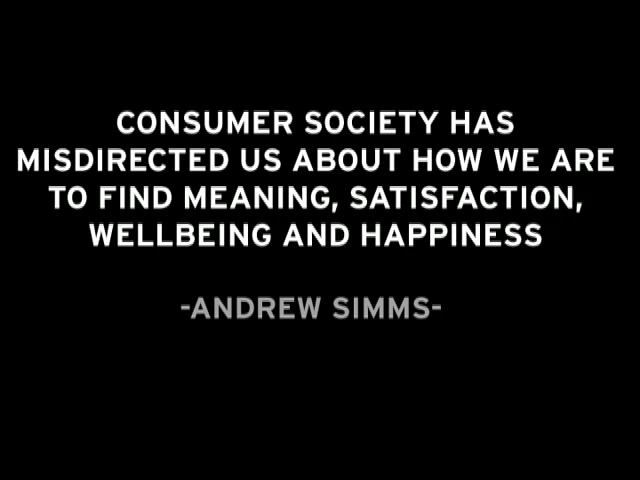 CONSUMER SOCIETY HAS
MISDIRECTED US ABOUT HOW WE ARE
TO FIND MEANING, SATISFACTION,
WELLBEING AND HAPPINESS
-ANDREW SIMMS-